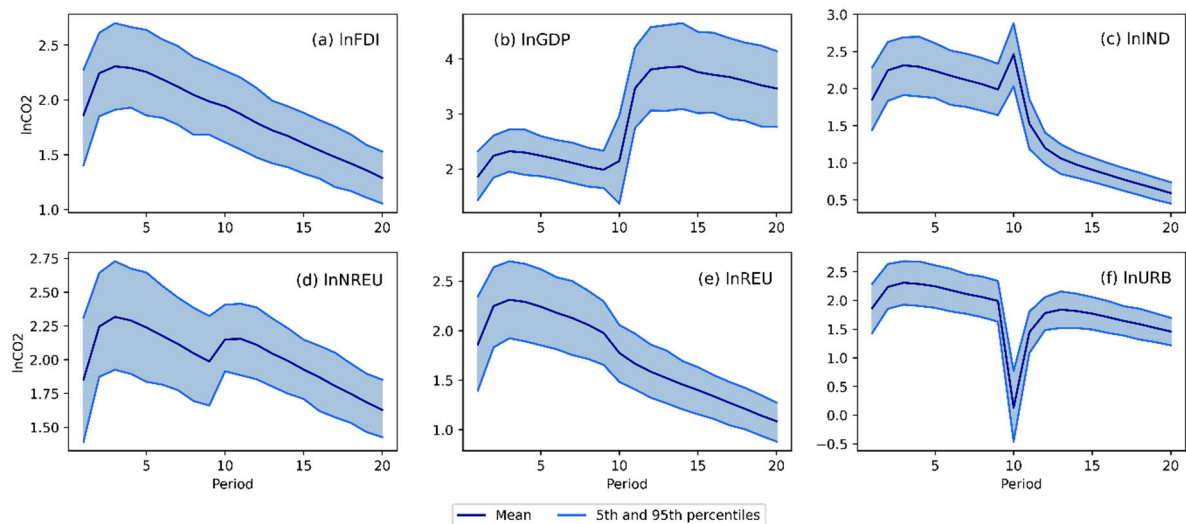 (a) lnFDI
(b) lnGDP
(c) lnIND
lnCO2
2.5
2.0
1.5
1.0
4
3
2
3.0
2.5
2.0
1.5
1.0
0.5
5 10 15 20
5 10 15 20
5 10 15 20
(d) lnNREU
(e) lnREU
(f) lnURB
lnCO2
2.75
2.50
2.25
2.00
1.75
1.50
2.5
2.0
1.5
1.0
2.5
2.0
1.5
1.0
0.5
0.0
−0.5
5 10 15 20
5 10 15 20
5 10 15 20
Period
Period
Period
Mean
5th and 95th percentiles